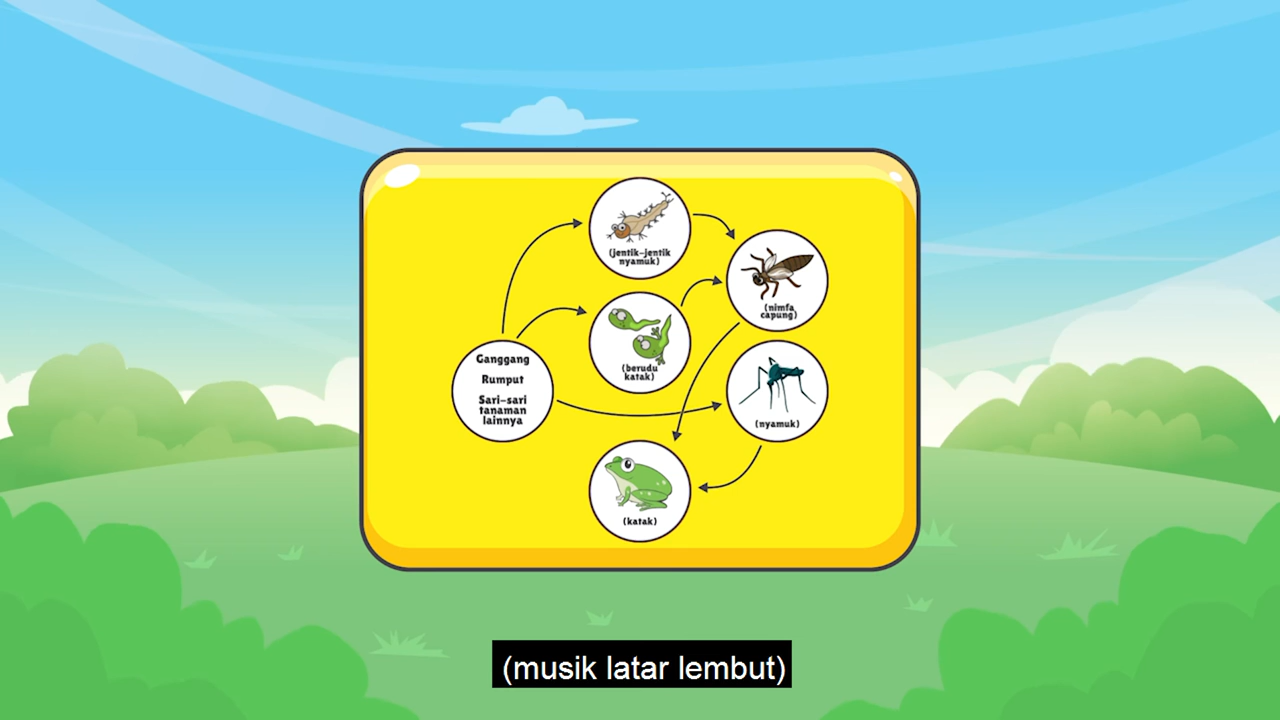 (jentik-jentik
nyamuk)
(nimfa
capung)
(berudu
katak)
Ganggang
Rumput
Sari-sari
tanaman
lainnya
(nyamuk)
(katak)
(musik latar lembut)